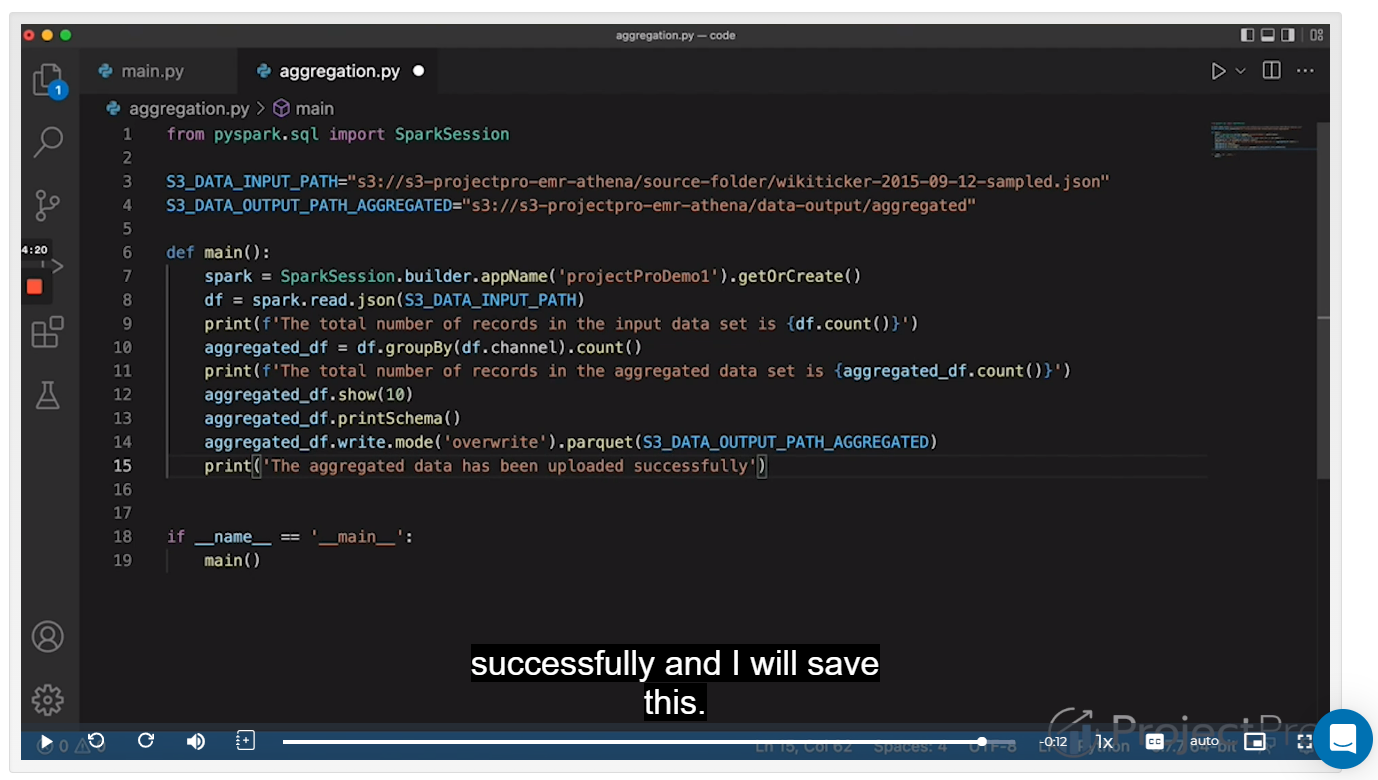 aggregation.py — code
main.py
aggregation.py
1
aggregation.py > main
1 from pyspark.sql import SparkSession
2
3 S3_DATA_INPUT_PATH="s3://s3-projectpro-emr-athena/source-folder/wikiticker-2015-09-12-sampled.json"
4 S3_DATA_OUTPUT_PATH_AGGREGATED="s3://s3-projectpro-emr-athena/data-output/aggregated"
5
4:20
6 def main():
7 spark = SparkSession.builder.appName('projectProDemo1').getOrCreate()
8 df = spark.read.json(S3_DATA_INPUT_PATH)
9 print(f'The total number of records in the input data set is {df.count()}')
10 aggregated_df = df.groupBy(df.channel).count()
11 print(f'The total number of records in the aggregated data set is {aggregated_df.count()}')
12 aggregated_df.show(10)
13 aggregated_df.printSchema()
14 aggregated_df.write.mode('overwrite').parquet(S3_DATA_OUTPUT_PATH_AGGREGATED)
15 print('The aggregated data has been uploaded successfully')
16
17
18 if __name__ == '__main__':
19 main()
successfully and I will save
this.
ProjectPro
-0:12 1x CC auto
Ln 15, Col 62 Spaces: 4 UTF-8